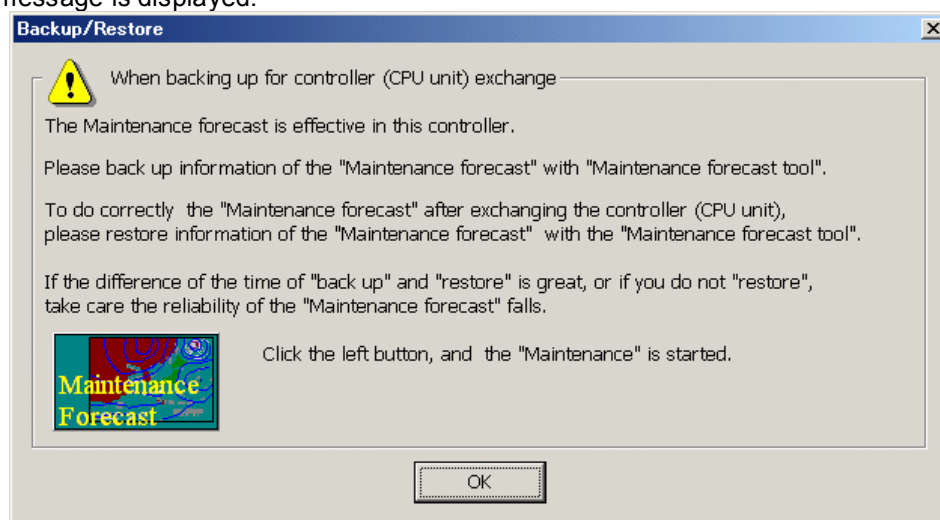 message is displayed.
Backup/Restore
When backing up for controller (CPU unit) exchange
The Maintenance forecast is effective in this controller.
Please back up information of the "Maintenance forecast" with "Maintenance forecast tool".
To do correctly the "Maintenance forecast" after exchanging the controller (CPU unit),
please restore information of the "Maintenance forecast" with the "Maintenance forecast tool".
If the difference of the time of "back up" and "restore" is great, or if you do not "restore",
take care the reliability of the "Maintenance forecast" falls.
Click the left button, and the "Maintenance" is started.
Maintenance
Forecast
OK